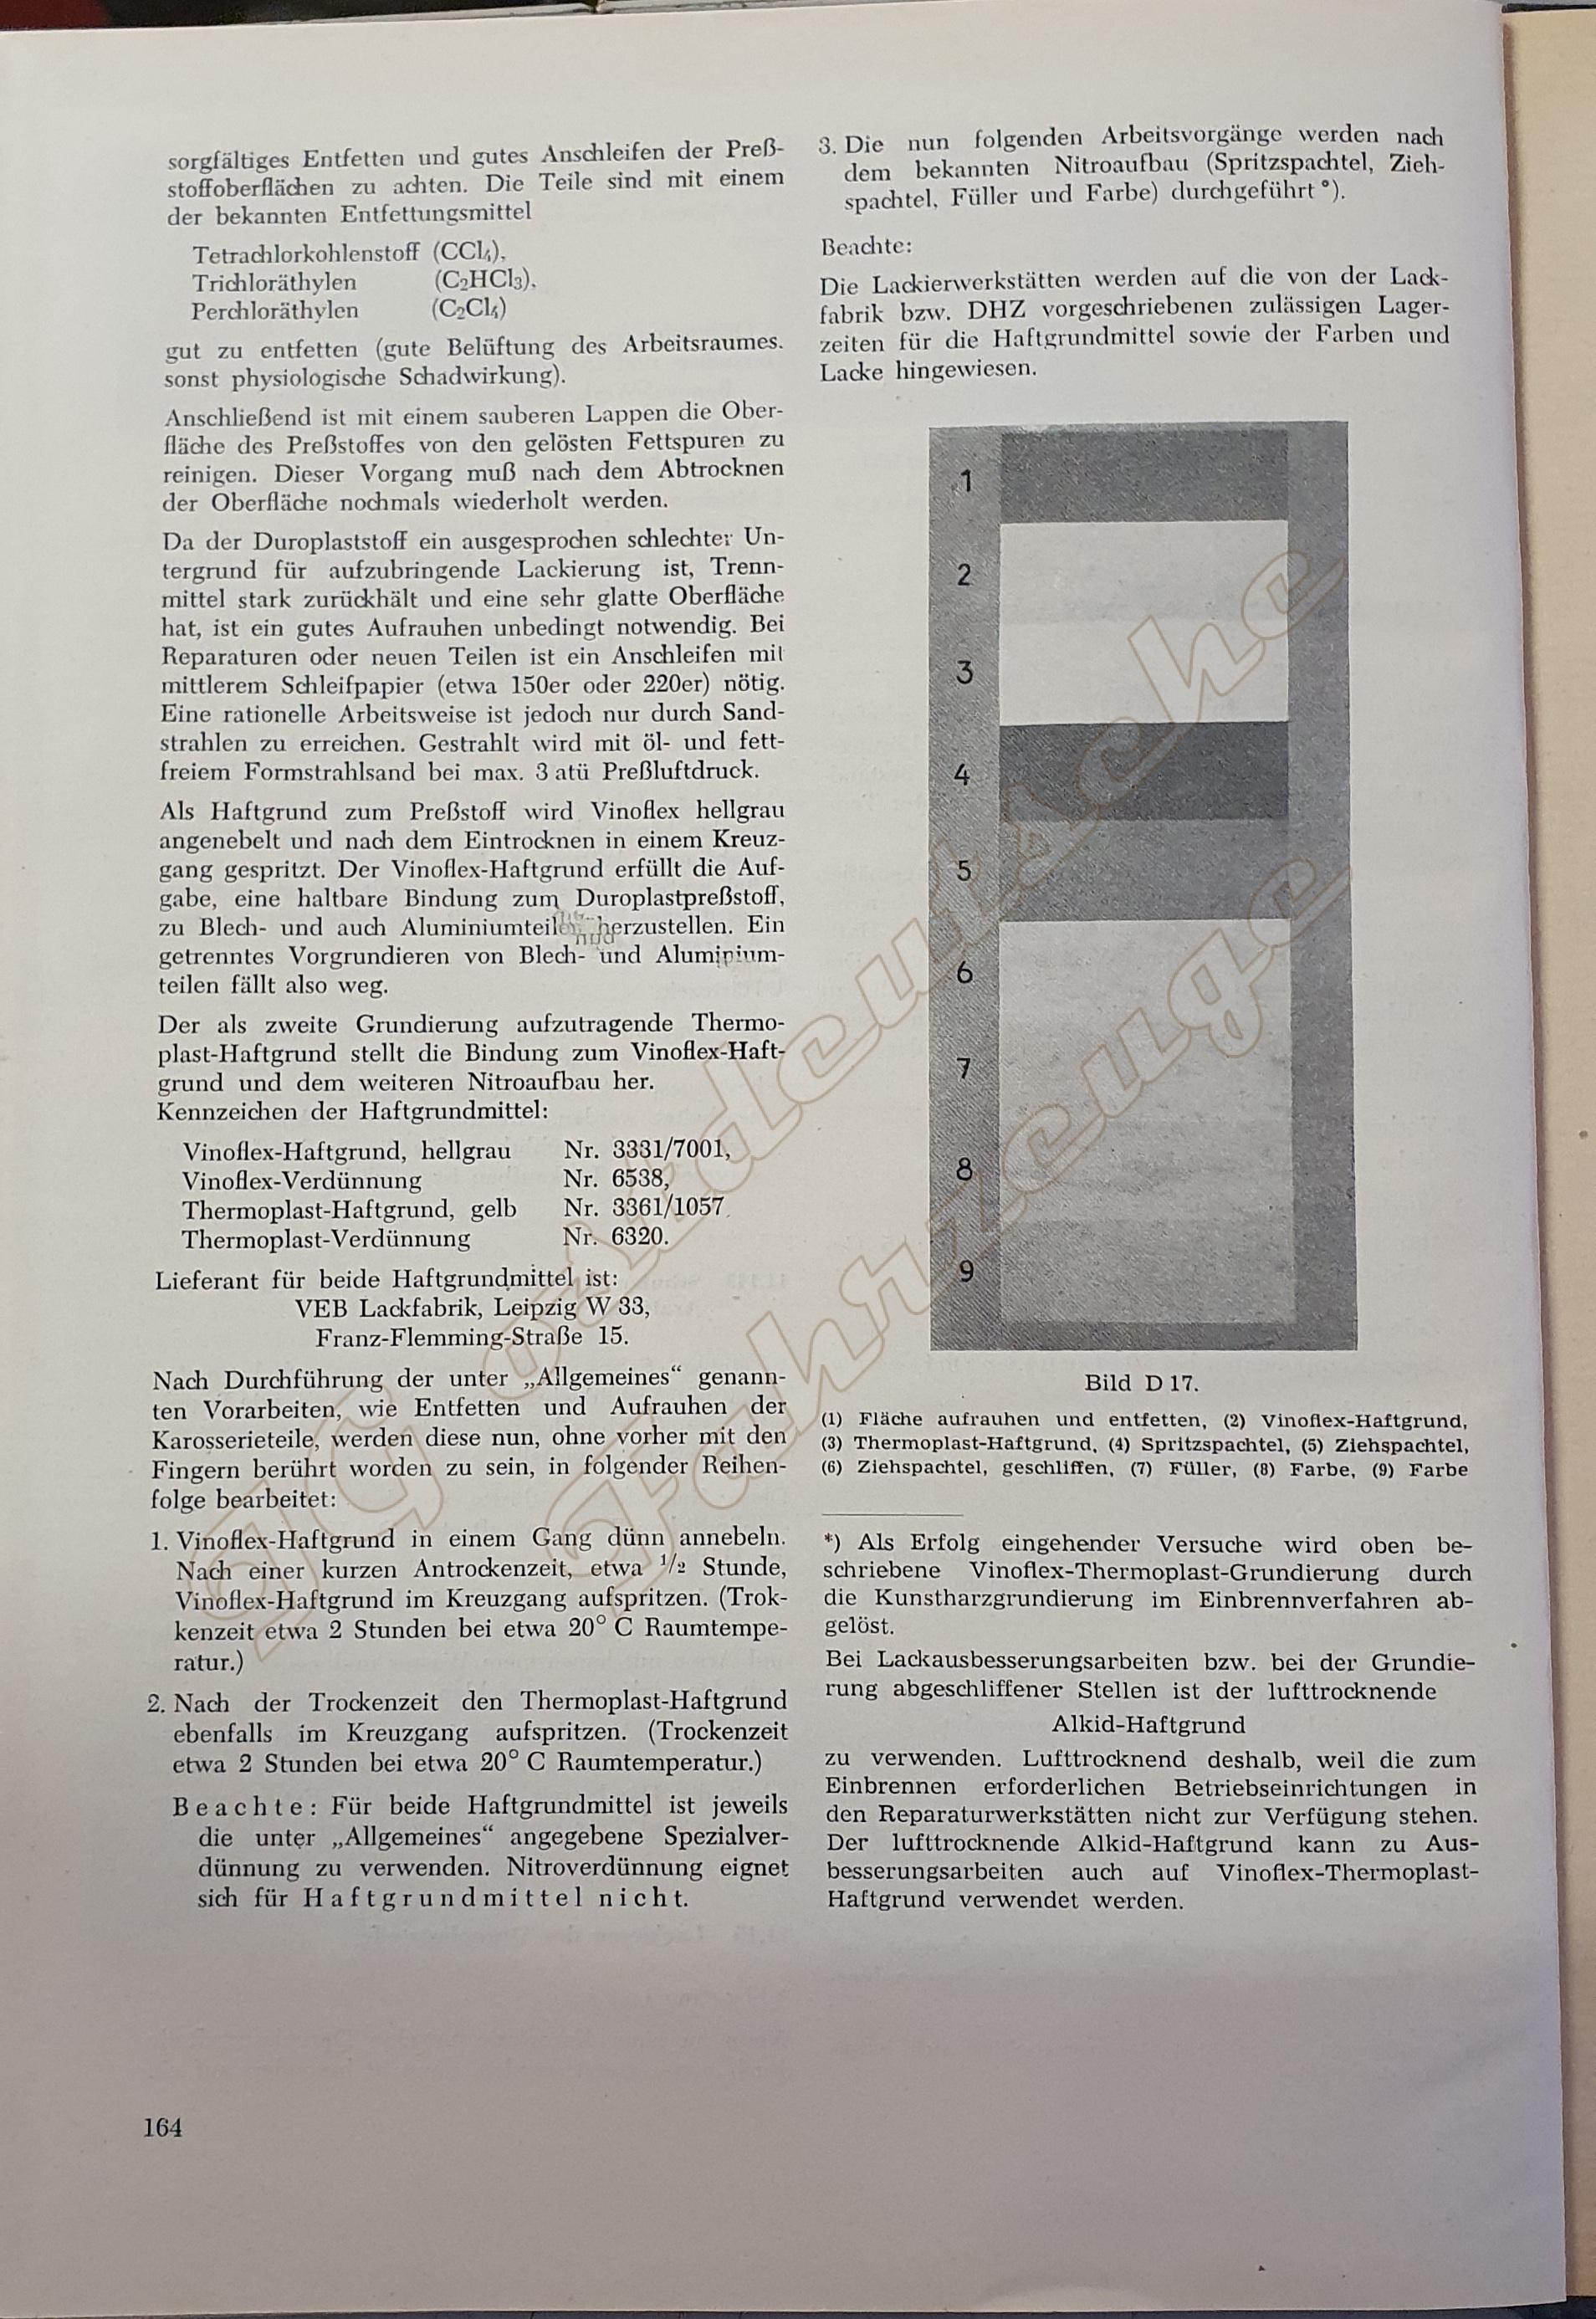 sorgfältiges Entfetten und gutes Anschleifen der Preß-
stoffoberflächen zu achten. Die Teile sind mit einem
der bekannten Entfettungsmittel
Tetrachlorkohlenstoff (CCl₄),
Trichloräthylen (C₂HCl₃),
Perchloräthylen (C₂Cl₄)
gut zu entfetten (gute Belüftung des Arbeitsraumes.
sonst physiologische Schadwirkung).
Anschließend ist mit einem sauberen Lappen die Ober-
fläche des Preßstoffes von den gelösten Fettspuren zu
reinigen. Dieser Vorgang muß nach dem Abtrocknen
der Oberfläche nochmals wiederholt werden.
Da der Duroplaststoff ein ausgesprochen schlechter Un-
tergrund für aufzubringende Lackierung ist, Trenn-
mittel stark zurückhält und eine sehr glatte Oberfläche
hat, ist ein gutes Aufrauhen unbedingt notwendig. Bei
Reparaturen oder neuen Teilen ist ein Anschleifen mit
mittlerem Schleifpapier (etwa 150er oder 220er) nötig.
Eine rationelle Arbeitsweise ist jedoch nur durch Sand-
strahlen zu erreichen. Gestrahlt wird mit öl- und fett-
freiem Formstrahlsand bei max. 3 atü Preßluftdruck.
Als Haftgrund zum Preßstoff wird Vinoflex hellgrau
angenebelt und nach dem Eintrocknen in einem Kreuz-
gang gespritzt. Der Vinoflex-Haftgrund erfüllt die Auf-
gabe, eine haltbare Bindung zum Duroplastpreßstoff,
zu Blech- und auch Aluminiumteilen herzustellen. Ein
getrenntes Vorgrundieren von Blech- und Aluminium-
teilen fällt also weg.
Der als zweite Grundierung aufzutragende Thermo-
plast-Haftgrund stellt die Bindung zum Vinoflex-Haft-
grund und dem weiteren Nitroaufbau her.
Kennzeichen der Haftgrundmittel:
Vinoflex-Haftgrund, hellgrau Nr. 3331/7001,
Vinoflex-Verdünnung Nr. 6538,
Thermoplast-Haftgrund, gelb Nr. 3361/1057
Thermoplast-Verdünnung Nr. 6320.
Lieferant für beide Haftgrundmittel ist:
VEB Lackfabrik, Leipzig W 33,
Franz-Flemming-Straße 15.
Nach Durchführung der unter „Allgemeines“ genann-
ten Vorarbeiten, wie Entfetten und Aufrauhen der
Karosserieteile, werden diese nun, ohne vorher mit den
Fingern berührt worden zu sein, in folgender Reihen-
folge bearbeitet:
1. Vinoflex-Haftgrund in einem Gang dünn annebeln.
Nach einer kurzen Antrockenzeit, etwa ½ Stunde,
Vinoflex-Haftgrund im Kreuzgang aufspritzen. (Trok-
kenzeit etwa 2 Stunden bei etwa 20° C Raumtempe-
ratur.)
2. Nach der Trockenzeit den Thermoplast-Haftgrund
ebenfalls im Kreuzgang aufspritzen. (Trockenzeit
etwa 2 Stunden bei etwa 20° C Raumtemperatur.)
Beachte: Für beide Haftgrundmittel ist jeweils
die unter „Allgemeines“ angegebene Spezialver-
dünnung zu verwenden. Nitroverdünnung eignet
sich für Haftgrundmittel nicht.
164
3. Die nun folgenden Arbeitsvorgänge werden nach
dem bekannten Nitroaufbau (Spritzspachtel, Zieh-
spachtel, Füller und Farbe) durchgeführt °).
Beachte:
Die Lackierwerkstätten werden auf die von der Lack-
fabrik bzw. DHZ vorgeschriebenen zulässigen Lager-
zeiten für die Haftgrundmittel sowie der Farben und
Lacke hingewiesen.
1
2
3
4
5
6
7
8
9
Bild D 17.
(1) Fläche aufrauhen und entfetten, (2) Vinoflex-Haftgrund,
(3) Thermoplast-Haftgrund, (4) Spritzspachtel, (5) Ziehspachtel,
(6) Ziehspachtel, geschliffen, (7) Füller, (8) Farbe, (9) Farbe
*) Als Erfolg eingehender Versuche wird oben be-
schriebene Vinoflex-Thermoplast-Grundierung durch
die Kunstharzgrundierung im Einbrennverfahren ab-
gelöst.
Bei Lackausbesserungsarbeiten bzw. bei der Grundie-
rung abgeschliffener Stellen ist der lufttrocknende
Alkid-Haftgrund
zu verwenden. Lufttrocknend deshalb, weil die zum
Einbrennen erforderlichen Betriebseinrichtungen in
den Reparaturwerkstätten nicht zur Verfügung stehen.
Der lufttrocknende Alkid-Haftgrund kann zu Aus-
besserungsarbeiten auch auf Vinoflex-Thermoplast-
Haftgrund verwendet werden.
IG Ostdeutsche
Fahrzeuge